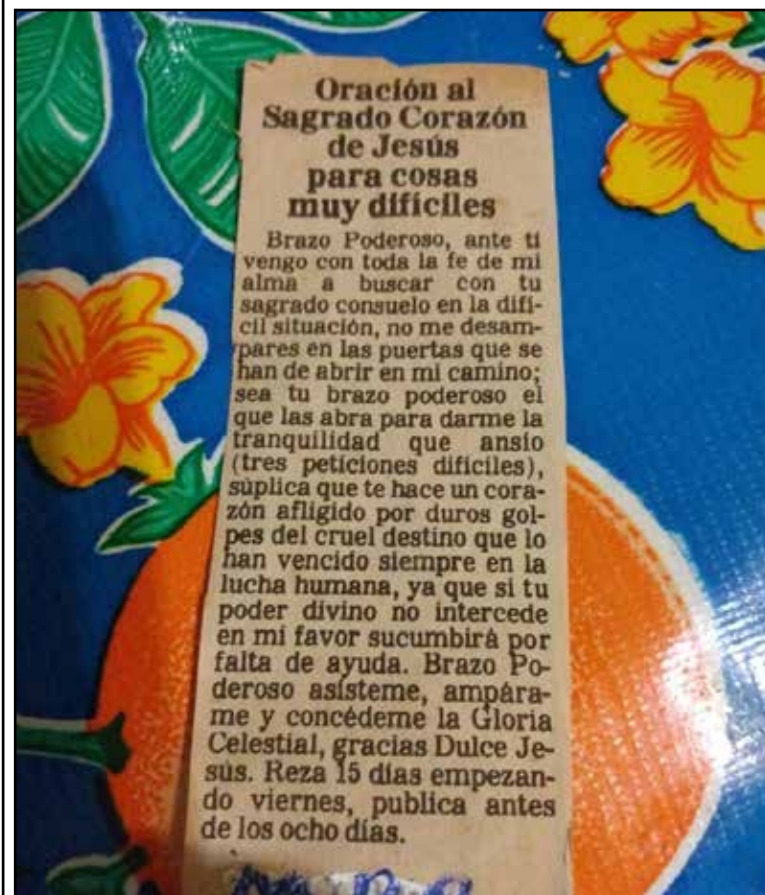 Oración al
Sagrado Corazón
de Jesús
para cosas
muy difíciles
Brazo Poderoso, ante ti
vengo con toda la fe de mi
alma a buscar con tu
sagrado consuelo en la difi-
cil situación, no me desam-
pares en las puertas que se
han de abrir en mi camino;
sea tu brazo poderoso el
que las abra para darme la
tranquilidad que ansio
(tres peticiones dificiles),
súplica que te hace un cora-
zón afligido por duros gol-
pes del cruel destino que lo
han vencido siempre en la
lucha humana, ya que si tu
poder divino no intercede
en mi favor sucumbirá por
falta de ayuda. Brazo Po-
deroso asísteme, ampára-
me y concédeme la Gloria
Celestial, gracias Dulce Je-
sús. Reza 15 días empezan-
do viernes, publica antes
de los ocho días.